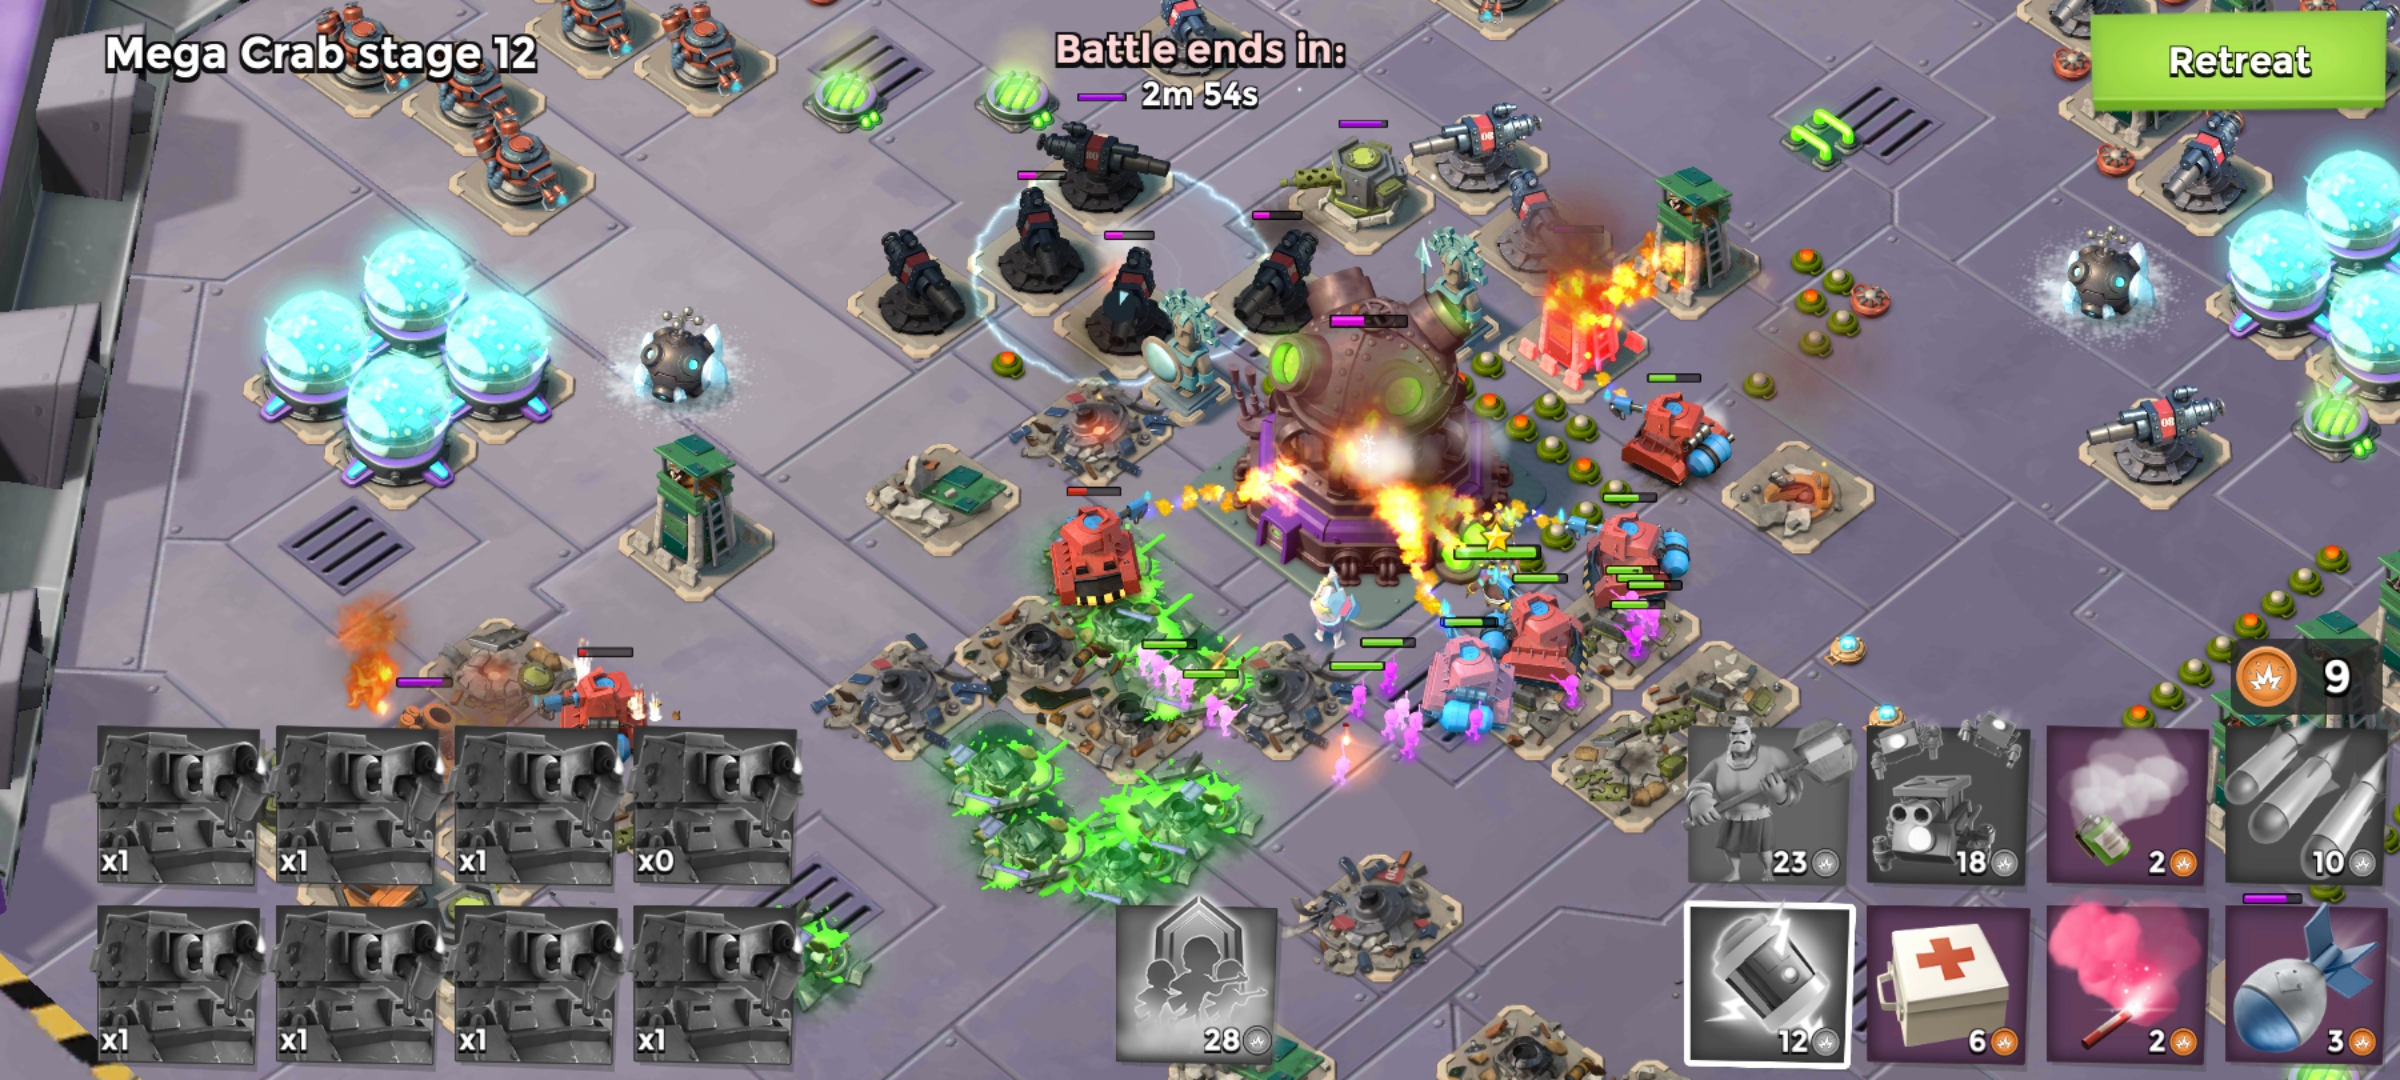 Mega Crab stage 12
Battle ends in:
2m 54s
Retreat
9
x1
x1
x1
x0
23
18
2
10
x1
x1
x1
x1
28
12
6
2
3